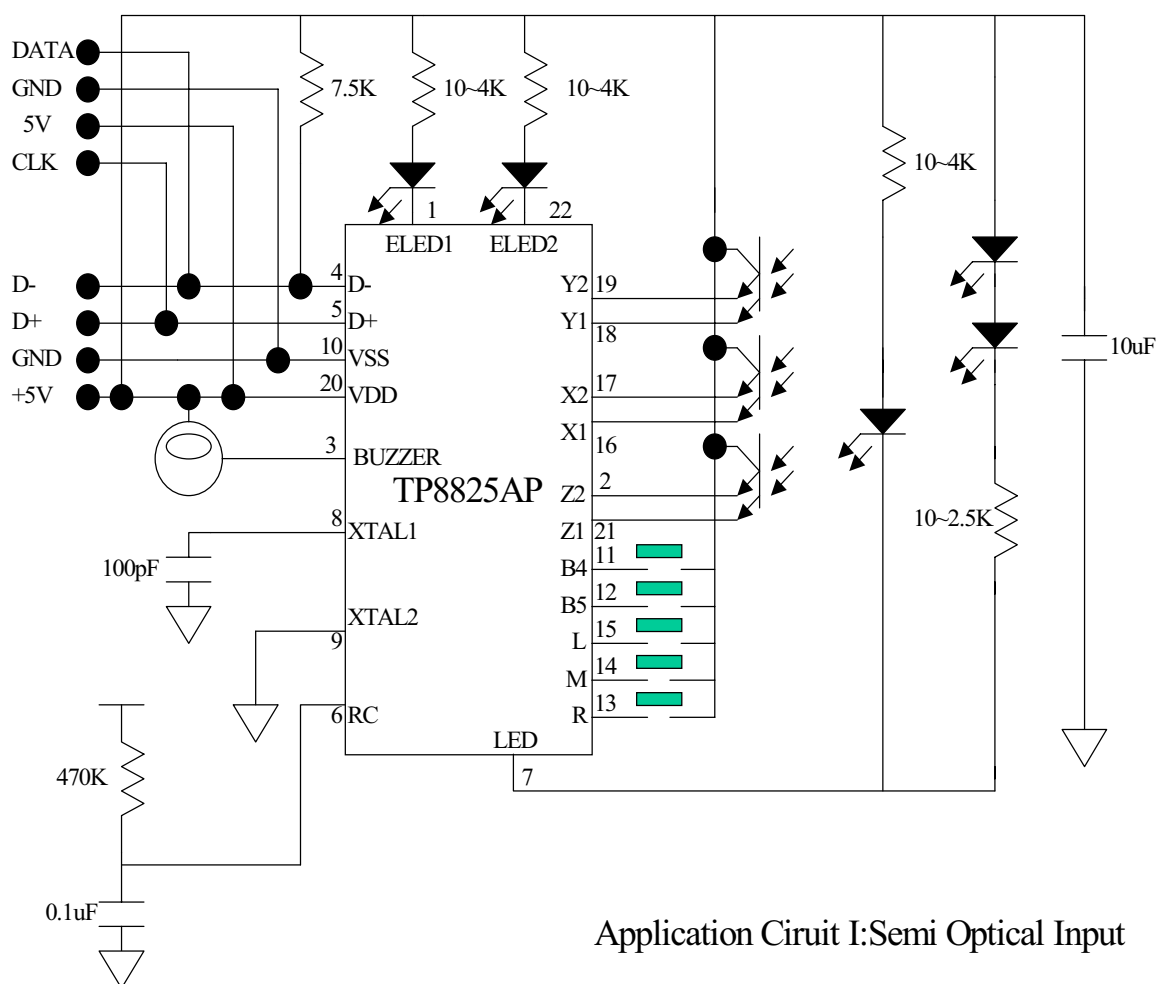 DATA
GND
5V
CLK
7.5K
10~4K
10~4K
10~4K
1
22
ELED1
ELED2
D-
4
D-
D+
5
D+
GND
10
VSS
+5V
20
VDD
3
BUZZER
TP8825AP
8
XTAL1
100pF
XTAL2
9
6
RC
470K
0.1uF
LED
7
Y2
19
Y1
18
X2
17
X1
16
Z2
2
Z1
21
B4
11
B5
12
L
15
M
14
R
13
10uF
10~2.5K
Application Ciruit I:Semi Optical Input